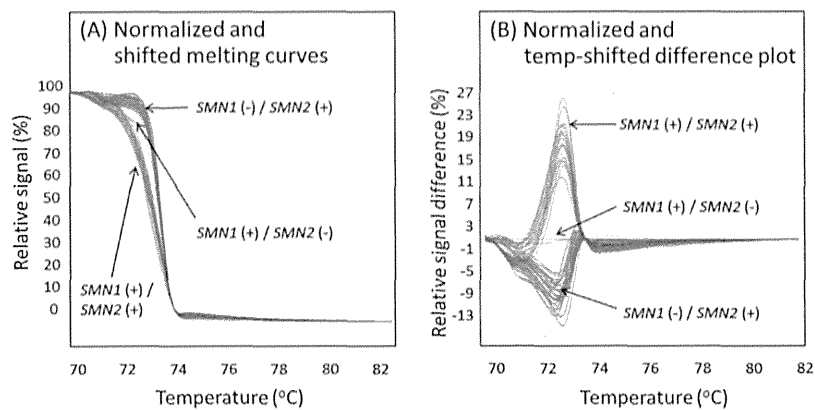 (A) Normalized and
shifted melting curves
Relative signal (%)
100
90
80
70
60
50
40
30
20
10
0
SMN1 (-) / SMN2 (+)
SMN1 (+) / SMN2 (-)
SMN1 (+) /
SMN2 (+)
70
72
74
76
78
80
82
Temperature (°C)
(B) Normalized and
temp-shifted difference plot
Relative signal difference (%)
27
23
19
15
11
7
3
-1
-5
-9
-13
SMN1 (+) / SMN2 (+)
SMN1 (+) / SMN2 (-)
SMN1 (-) / SMN2 (+)
70
72
74
76
78
80
82
Temperature (°C)